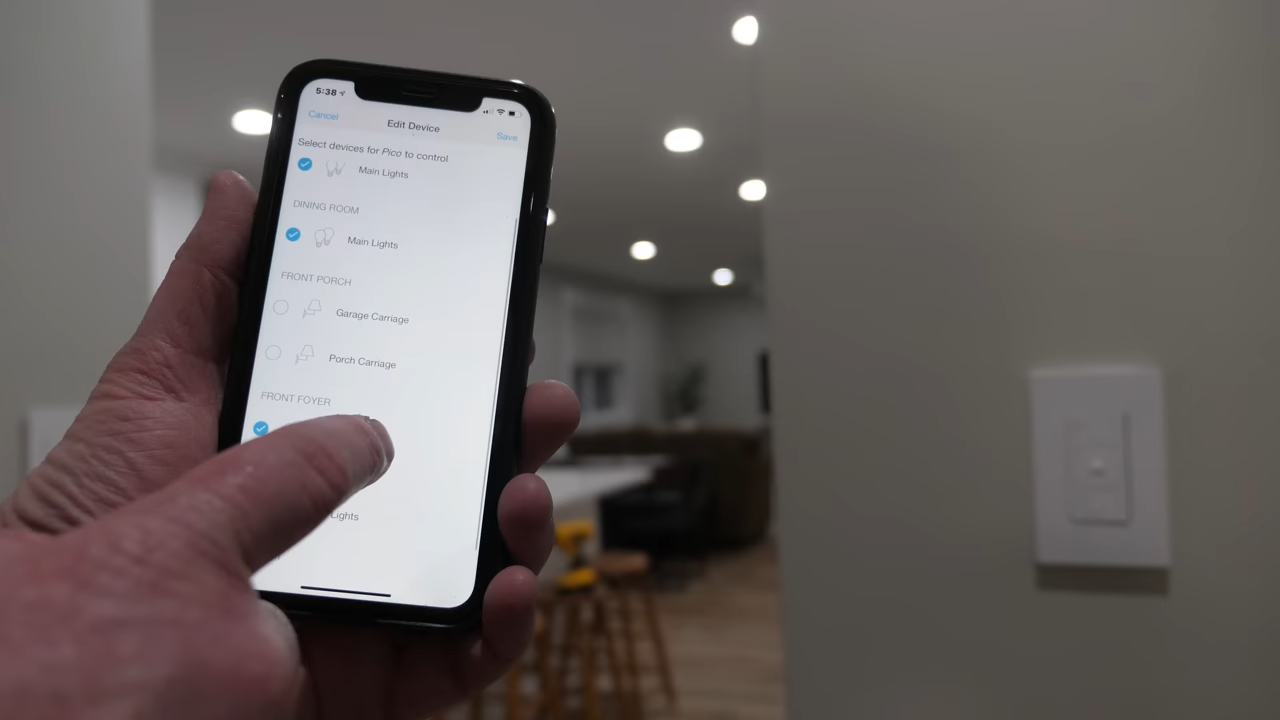 5:38
Cancel
Edit Device
Save
Select devices for Pico to control
Main Lights
DINING ROOM
Main Lights
FRONT PORCH
Garage Carriage
Porch Carriage
FRONT FOYER
Lights